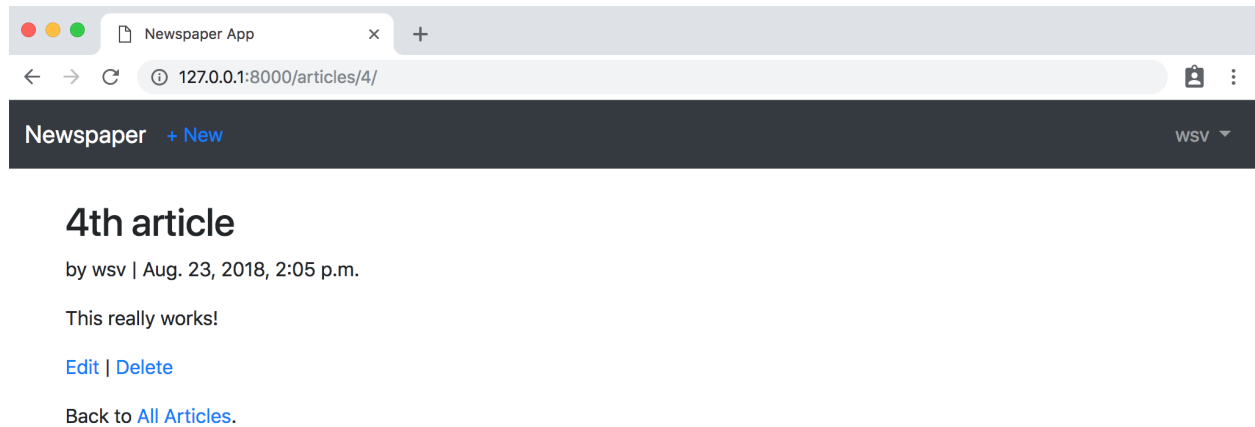 Newspaper App
127.0.0.1:8000/articles/4/
Newspaper + New wsv
4th article
by wsv | Aug. 23, 2018, 2:05 p.m.
This really works!
Edit | Delete
Back to All Articles.